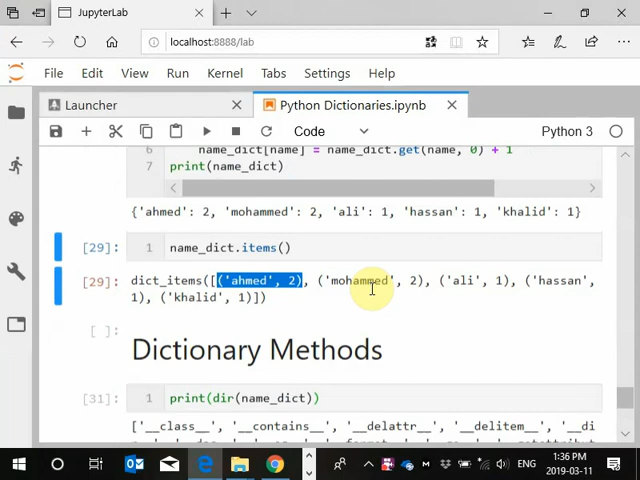 JupyterLab
localhost:8888/lab
File Edit View Run Kernel Tabs Settings Help
Launcher
Python Dictionaries.ipynb
Code
Python 3
6 name_dict[name] = name_dict.get(name, 0) + 1
7 print(name_dict)
{'ahmed': 2, 'mohammed': 2, 'ali': 1, 'hassan': 1, 'khalid': 1}
[29]: 1 name_dict.items()
[29]: dict_items([('ahmed', 2), ('mohammed', 2), ('ali', 1), ('hassan',
1), ('khalid', 1)])
[ ]:
Dictionary Methods
[31]: 1 print(dir(name_dict))
['__class__', '__contains__', '__delattr__', '__delitem__', '__di
ENG
1:36 PM
2019-03-11